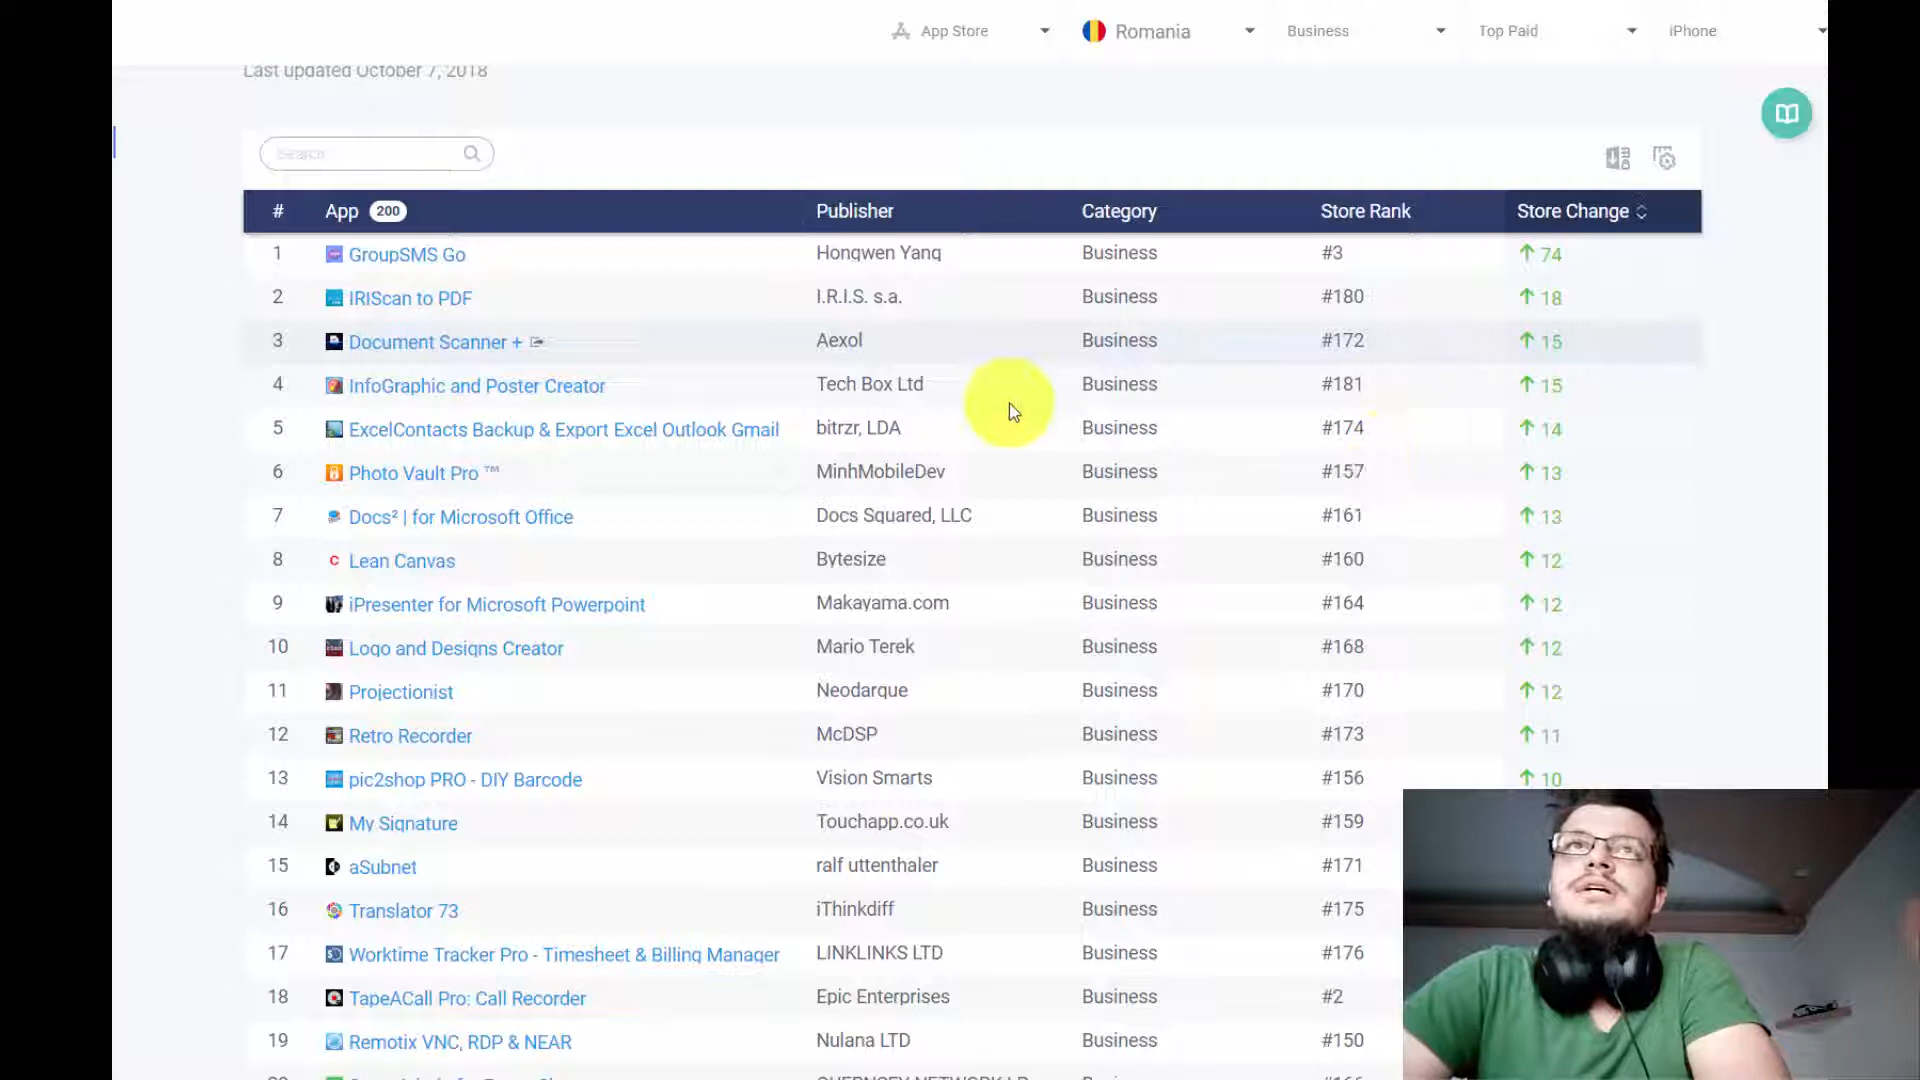 App Store Romania Business Top Paid iPhone
Last updated October 7, 2018
Search
# App 200 Publisher Category Store Rank Store Change
1 GroupSMS Go Hongwen Yang Business #3 ↑ 74
2 IRIScan to PDF I.R.I.S. s.a. Business #180 ↑ 18
3 Document Scanner + Aexol Business #172 ↑ 15
4 InfoGraphic and Poster Creator Tech Box Ltd Business #181 ↑ 15
5 ExcelContacts Backup & Export Excel Outlook Gmail bitrzr, LDA Business #174 ↑ 14
6 Photo Vault Pro ™ MinhMobileDev Business #157 ↑ 13
7 Docs² | for Microsoft Office Docs Squared, LLC Business #161 ↑ 13
8 Lean Canvas Bytesize Business #160 ↑ 12
9 iPresenter for Microsoft Powerpoint Makayama.com Business #164 ↑ 12
10 Logo and Designs Creator Mario Terek Business #168 ↑ 12
11 Projectionist Neodarque Business #170 ↑ 12
12 Retro Recorder McDSP Business #173 ↑ 11
13 pic2shop PRO - DIY Barcode Vision Smarts Business #156 ↑ 10
14 My Signature Touchapp.co.uk Business #159
15 aSubnet ralf uttenthaler Business #171
16 Translator 73 iThinkdiff Business #175
17 Worktime Tracker Pro - Timesheet & Billing Manager LINKLINKS LTD Business #176
18 TapeACall Pro: Call Recorder Epic Enterprises Business #2
19 Remotix VNC, RDP & NEAR Nulana LTD Business #150